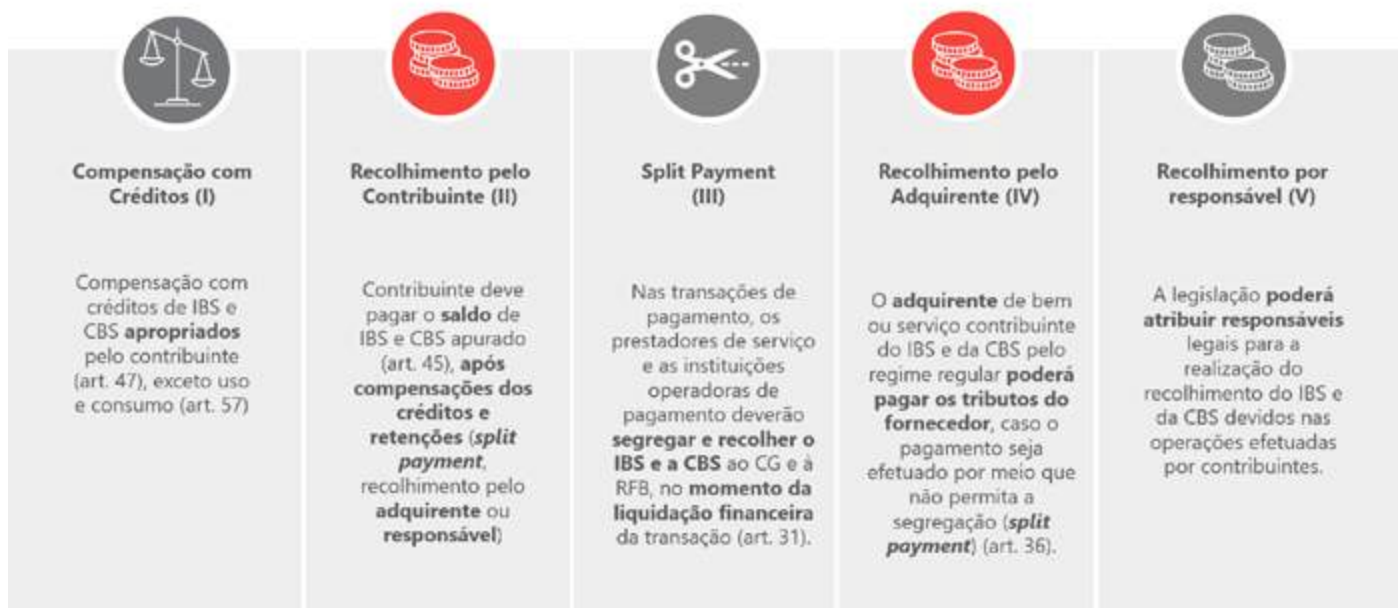 Compensação com
Créditos (I)
Compensação com
créditos de IBS e
CBS apropriados
pelo contribuinte
(art. 47), exceto uso
e consumo (art. 57)
Recolhimento pelo
Contribuinte (II)
Contribuinte deve
pagar o saldo de
IBS e CBS apurado
(art. 45), após
compensações dos
créditos e
retenções (split
payment,
recolhimento pelo
adquirente ou
responsável)
Split Payment
(III)
Nas transações de
pagamento, os
prestadores de serviço
e as instituições
operadoras de
pagamento deverão
segregar e recolher o
IBS e a CBS ao CG e à
RFB, no momento da
liquidação financeira
da transação (art. 31).
Recolhimento pelo
Adquirente (IV)
O adquirente de bem
ou serviço contribuinte
do IBS e da CBS pelo
regime regular poderá
pagar os tributos do
fornecedor, caso o
pagamento seja
efetuado por meio que
não permita a
segregação (split
payment) (art. 36).
Recolhimento por
responsável (V)
A legislação poderá
atribuir responsáveis
legais para a
realização do
recolhimento do IBS e
da CBS devidos nas
operações efetuadas
por contribuintes.